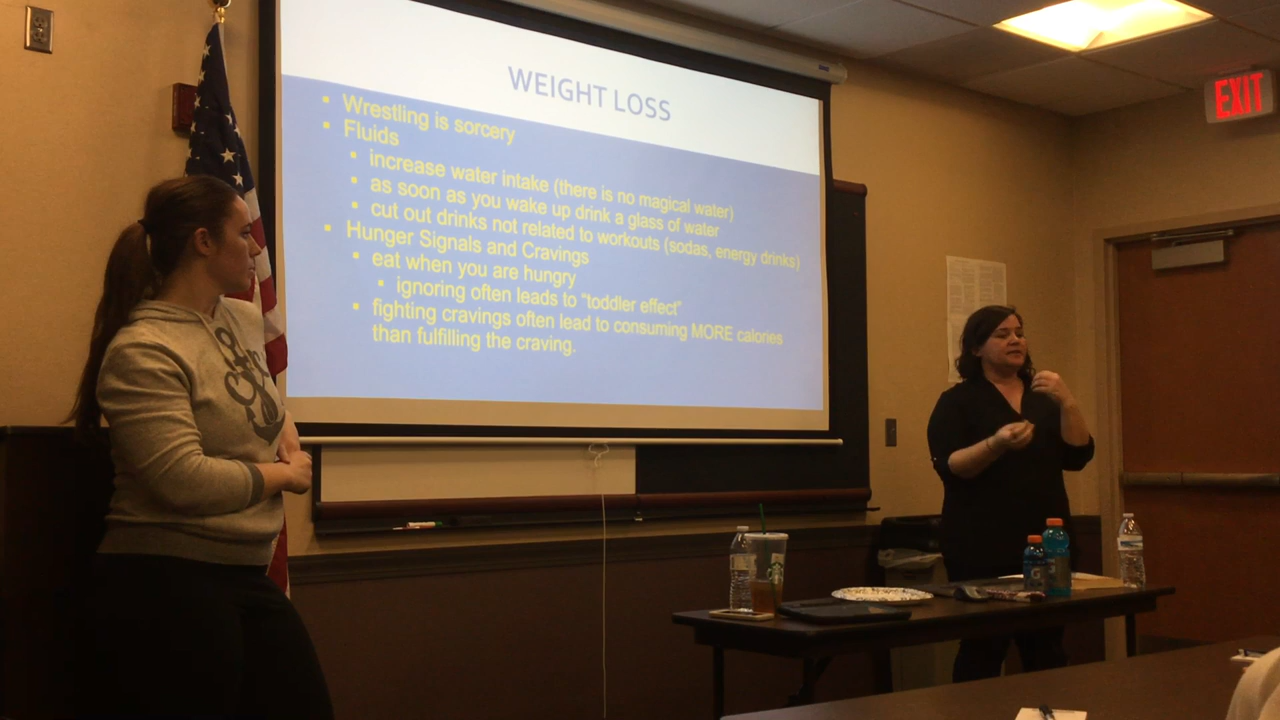 WEIGHT LOSS
▪ Wrestling is sorcery
▪ Fluids
▪ increase water intake (there is no magical water)
▪ as soon as you wake up drink a glass of water
▪ cut out drinks not related to workouts (sodas, energy drinks)
▪ Hunger Signals and Cravings
▪ eat when you are hungry
▪ ignoring often leads to “toddler effect”
▪ fighting cravings often lead to consuming MORE calories
than fulfilling the craving.
EXIT